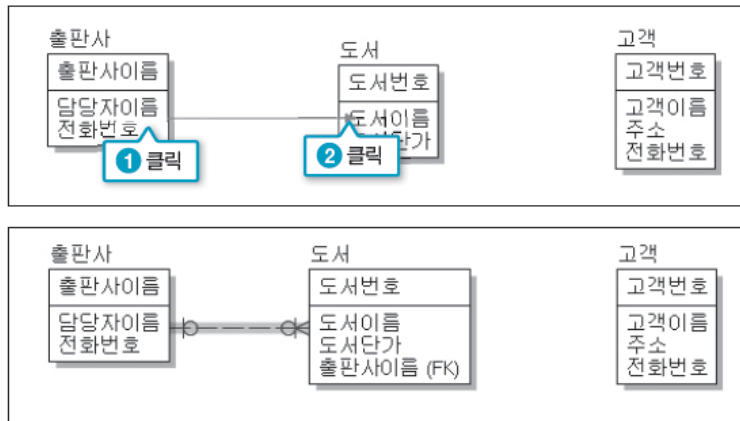 출판사
출판사이름
담당자이름
전화번호
1 클릭
도서
도서번호
도서이름
단가
2 클릭
고객
고객번호
고객이름
주소
전화번호
출판사
출판사이름
담당자이름
전화번호
도서
도서번호
도서이름
도서단가
출판사이름 (FK)
고객
고객번호
고객이름
주소
전화번호